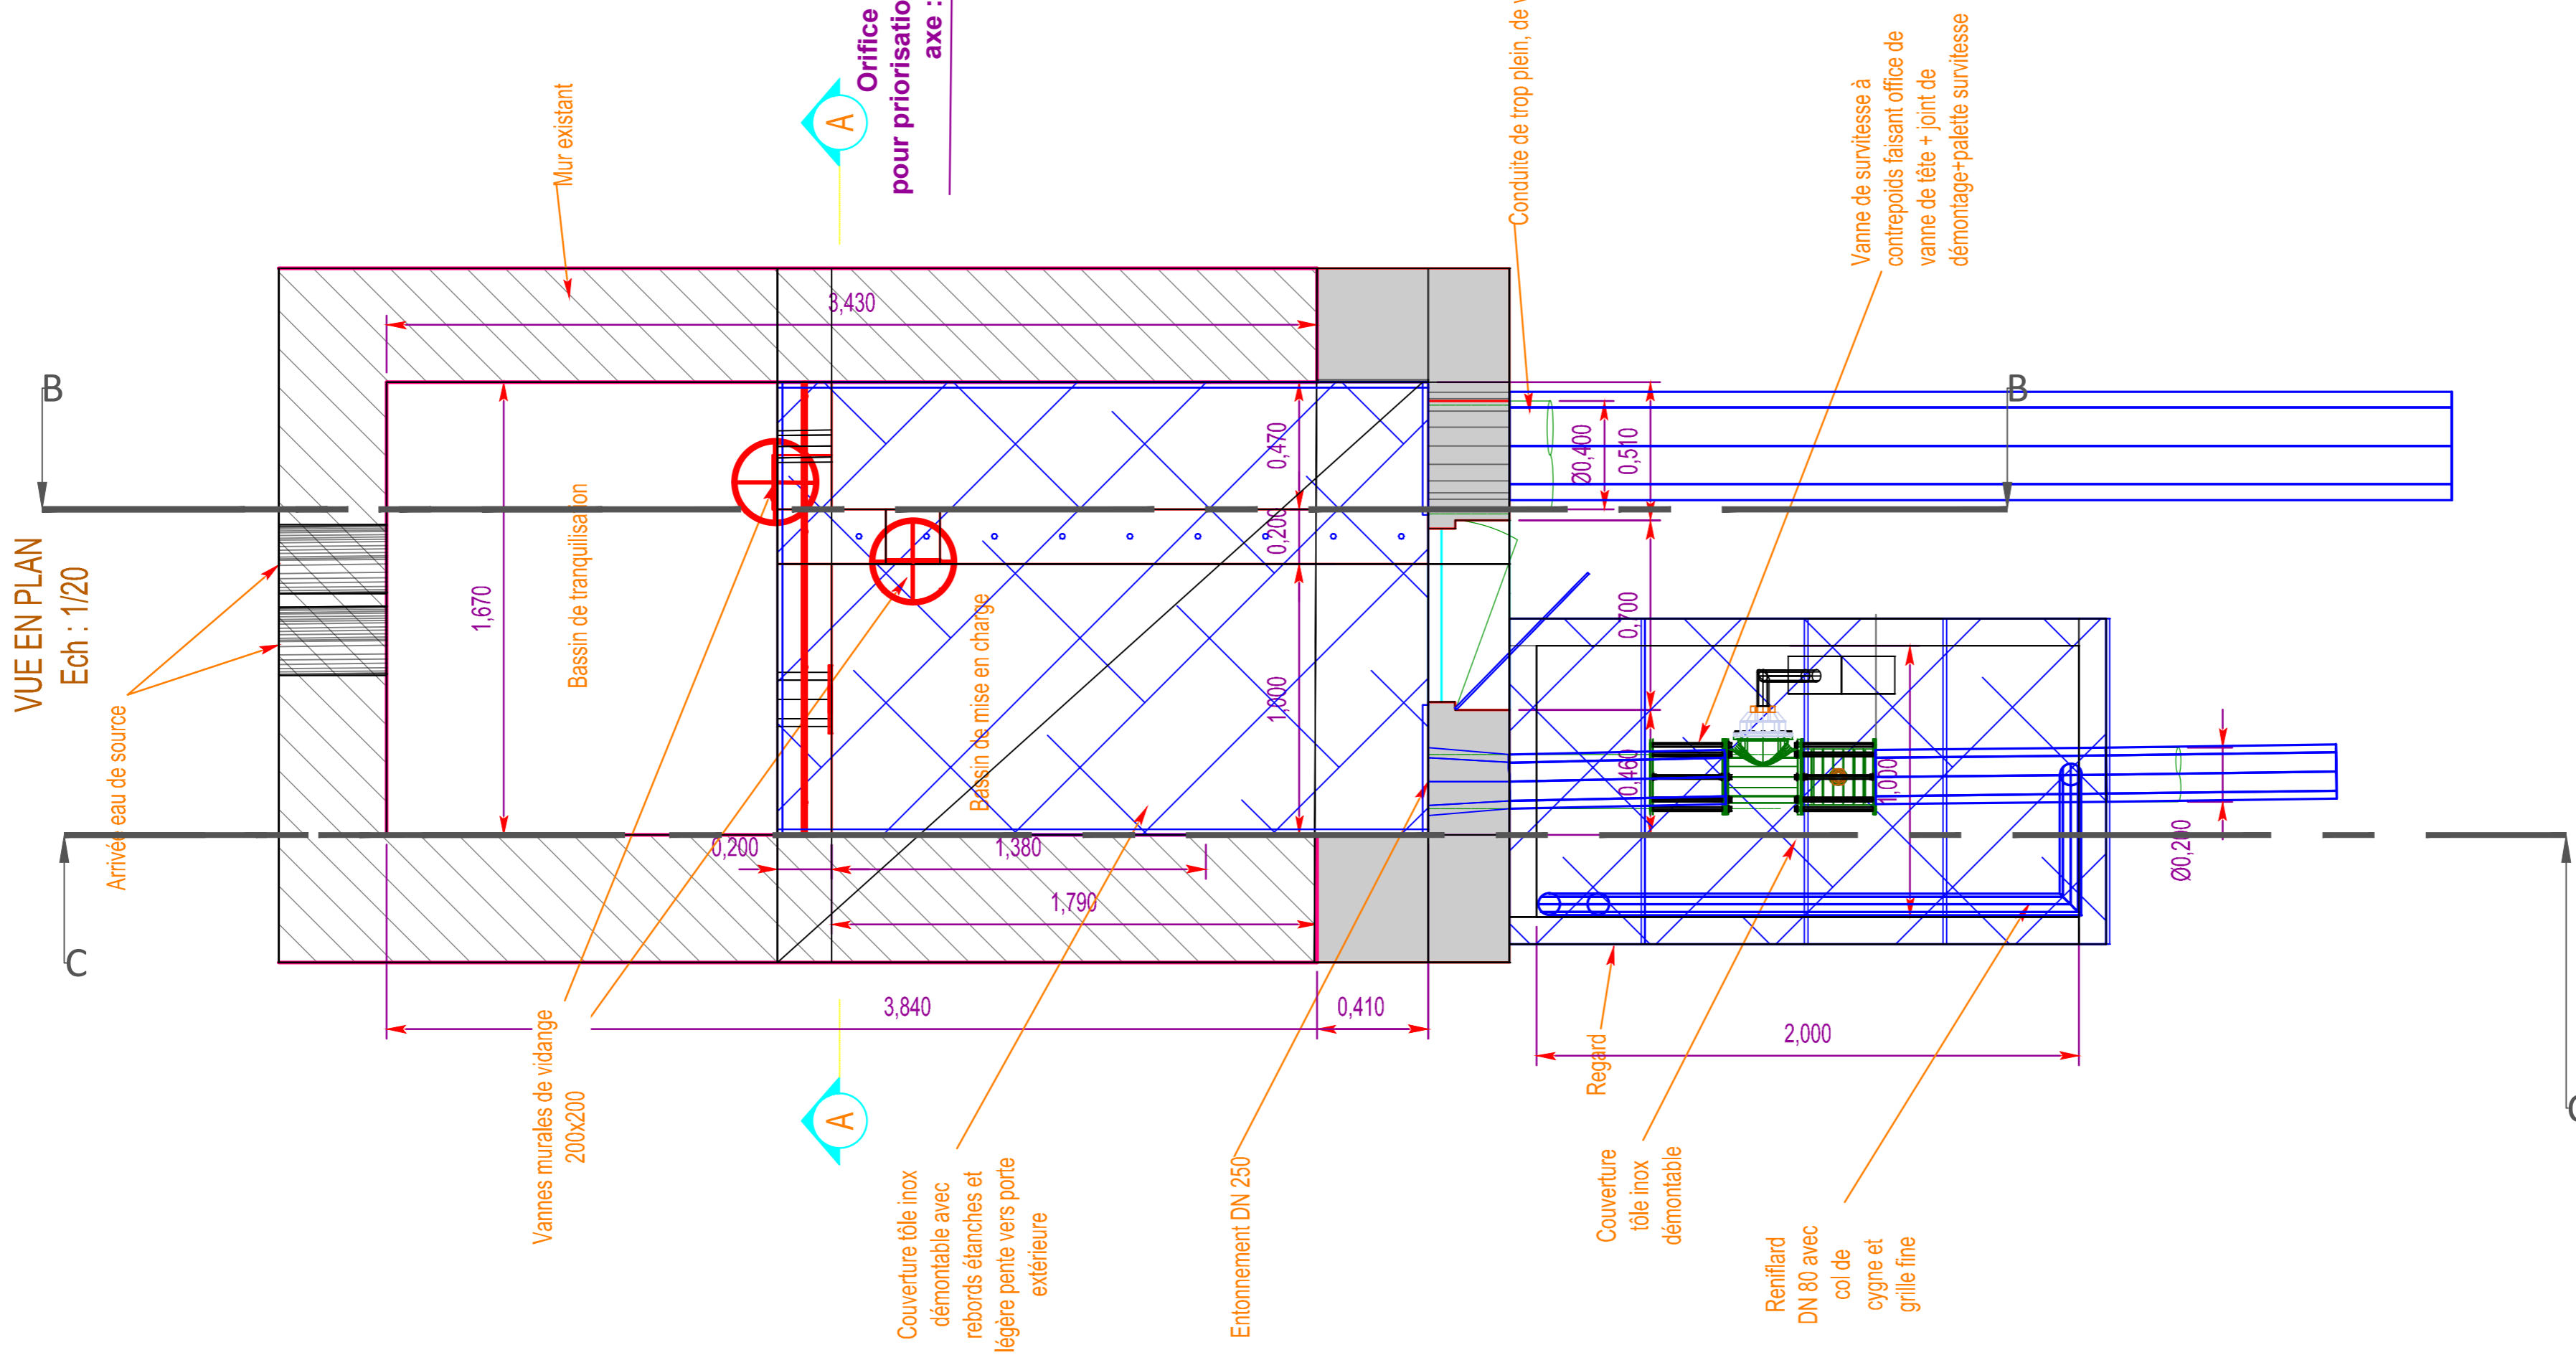 VUE EN PLAN
Ech : 1/20
Arrivée eau de source
Mur existant
Orifice
pour priorisatio
axe :
Conduite de trop plein, de v
Vanne de survitesse à
contrepoids faisant office de
vanne de tête + joint de
démontage+palette survitesse
A
B
B
3,430
1,670
Bassin de tranquilisation
Bassin de mise en charge
0,470
0,200
1,000
Ø0,400
0,510
0,700
0,460
1,000
Ø0,200
0,200
1,380
1,790
3,840
0,410
2,000
C
A
Vannes murales de vidange
200x200
Couverture tôle inox
démontable avec
rebords étanches et
légère pente vers porte
extérieure
Entonnement DN 250
Regard
Couverture
tôle inox
démontable
Reniflard
DN 80 avec
col de
cygne et
grille fine